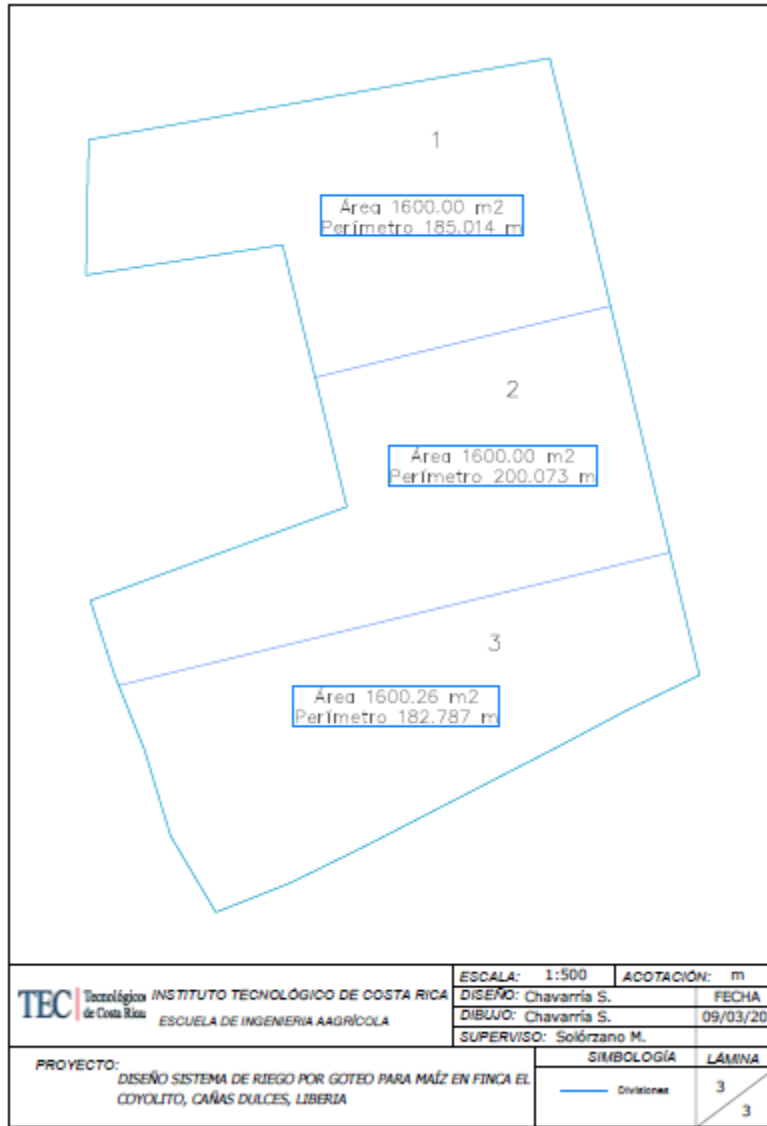 1
Área 1600.00 m2
Perímetro 185.014 m
2
Área 1600.00 m2
Perímetro 200.073 m
3
Área 1600.26 m2
Perímetro 182.787 m
TEC Tecnológico de Costa Rica
INSTITUTO TECNOLÓGICO DE COSTA RICA
ESCUELA DE INGENIERIA AAGRÍCOLA
ESCALA: 1:500
ACOTACIÓN: m
DISEÑO: Chavarría S.
FECHA
DIBUJO: Chavarría S.
09/03/20
SUPERVISO: Solórzano M.
PROYECTO:
DISEÑO SISTEMA DE RIEGO POR GOTEO PARA MAÍZ EN FINCA EL
COYOLITO, CAÑAS DULCES, LIBERIA
SIMBOLOGÍA
Divisiones
LÁMINA
3
3